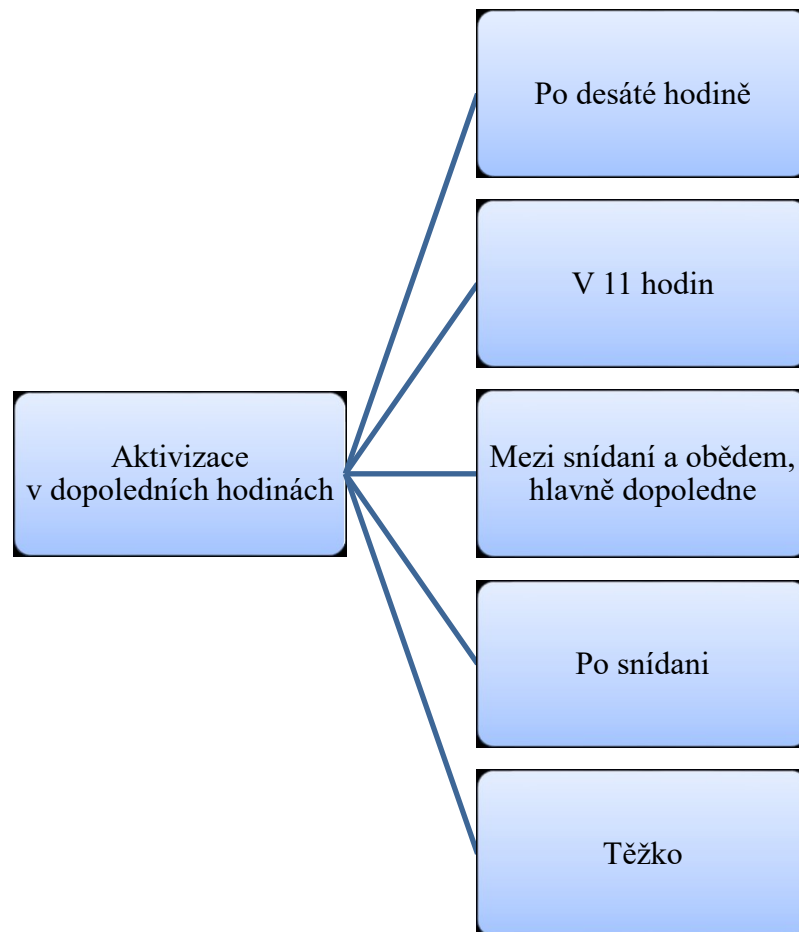 Po desáté hodině
V 11 hodin
Aktivizace
v dopoledních hodinách
Mezi snídaní a obědem,
hlavně dopoledne
Po snídani
Těžko